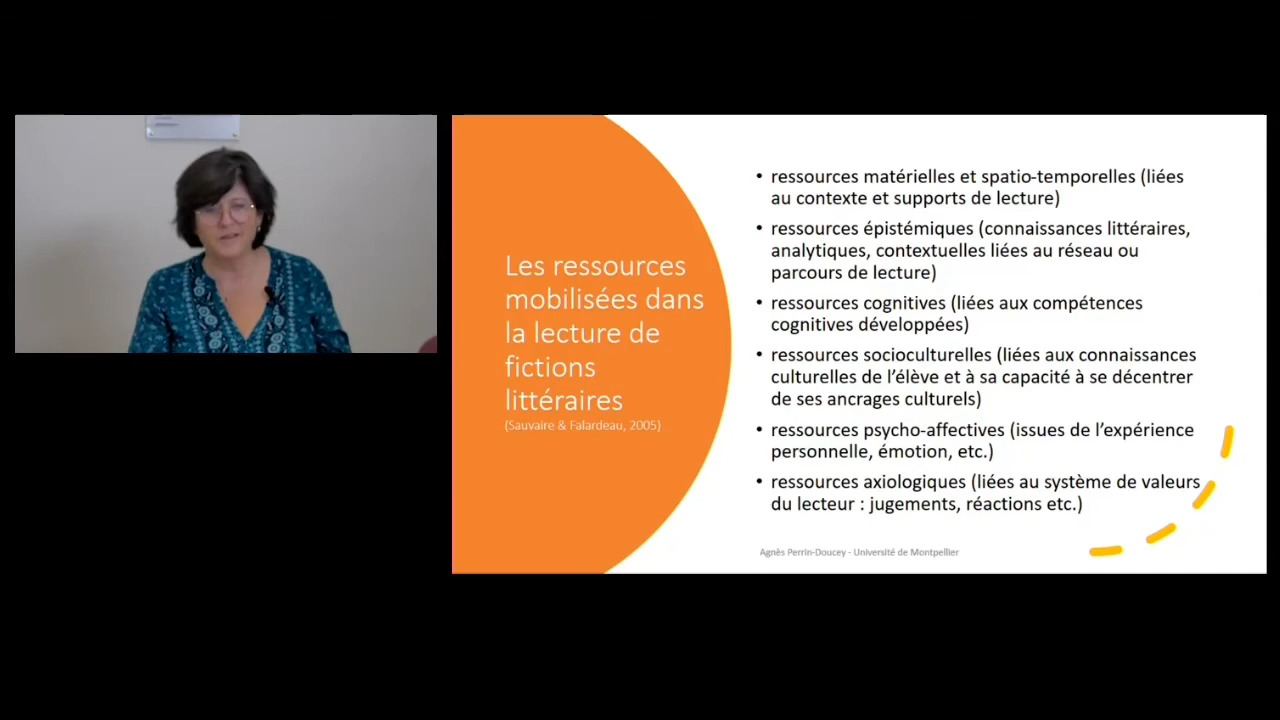 Les ressources
mobilisées dans
la lecture de
fictions
littéraires
(Sauvaire & Falardeau, 2005)
• ressources matérielles et spatio-temporelles (liées
au contexte et supports de lecture)
• ressources épistémiques (connaissances littéraires,
analytiques, contextuelles liées au réseau ou
parcours de lecture)
• ressources cognitives (liées aux compétences
cognitives développées)
• ressources socioculturelles (liées aux connaissances
culturelles de l’élève et à sa capacité à se décentrer
de ses ancrages culturels)
• ressources psycho-affectives (issues de l’expérience
personnelle, émotion, etc.)
• ressources axiologiques (liées au système de valeurs
du lecteur : jugements, réactions etc.)
Agnès Perrin-Doucey - Université de Montpellier